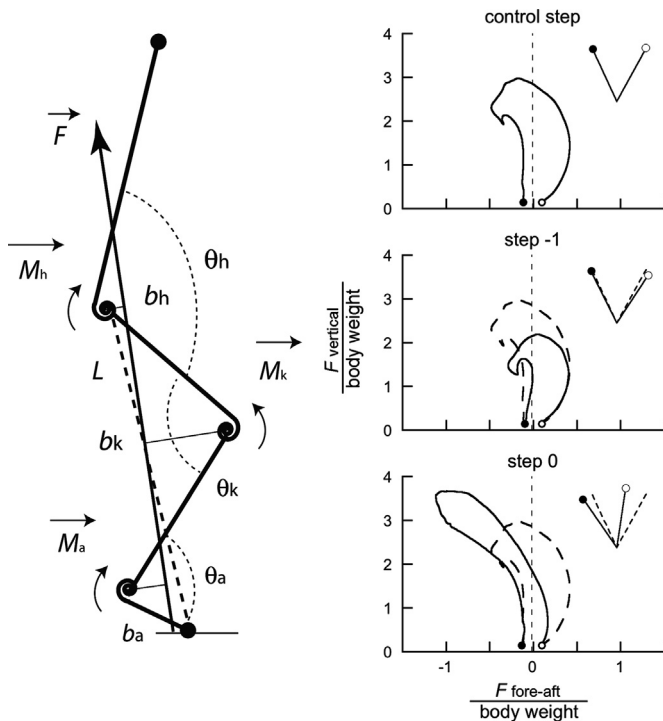 F
Mh
bh
θh
L
Mk
bk
θk
Ma
θa
ba
control step
4
3
2
1
0
step -1
F vertical
body weight
4
3
2
1
0
step 0
4
3
2
1
0
-1 0 1
F fore-aft
body weight